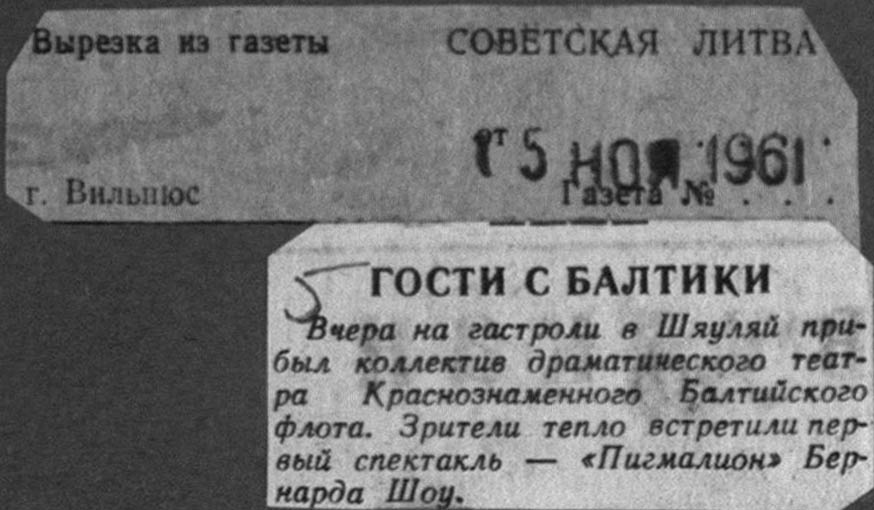 Вырезка из газеты СОВЕТСКАЯ ЛИТВА
от 5 НОЯ 1961
г. Вильнюс Газета № . . .
5
ГОСТИ С БАЛТИКИ
Вчера на гастроли в Шяуляй при-
был коллектив драматического теат-
ра Краснознаменного Балтийского
флота. Зрители тепло встретили пер-
вый спектакль — «Пигмалион» Бер-
нарда Шоу.